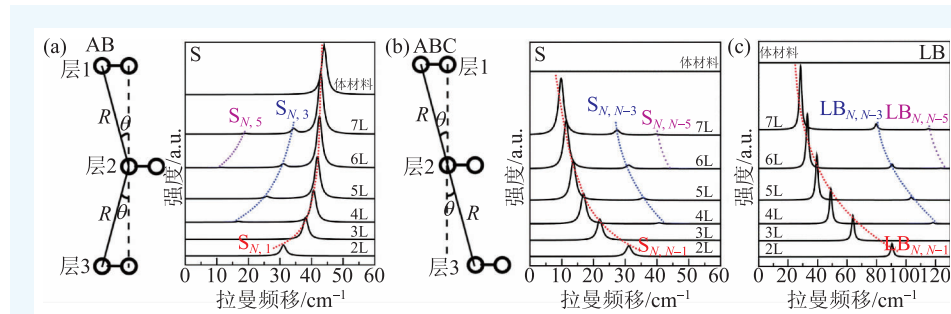 (a)
AB
层1
R
θ
层2
R
θ
层3
S
体材料
S_{N, 5}
S_{N, 3}
7L
6L
5L
4L
3L
2L
S_{N, 1}
强度/a.u.
0 10 20 30 40 50 60
拉曼频移/cm⁻¹
(b)
ABC
层1
R
θ
层2
θ
R
层3
S
体材料
S_{N, N−3}
S_{N, N−5}
7L
6L
5L
4L
3L
2L
S_{N, N−1}
强度/a.u.
0 10 20 30 40 50 60
拉曼频移/cm⁻¹
(c)
体材料
LB
LB_{N, N−3}
LB_{N, N−5}
7L
6L
5L
4L
3L
2L
LB_{N, N−1}
强度/a.u.
0 40 80 120
拉曼频移/cm⁻¹